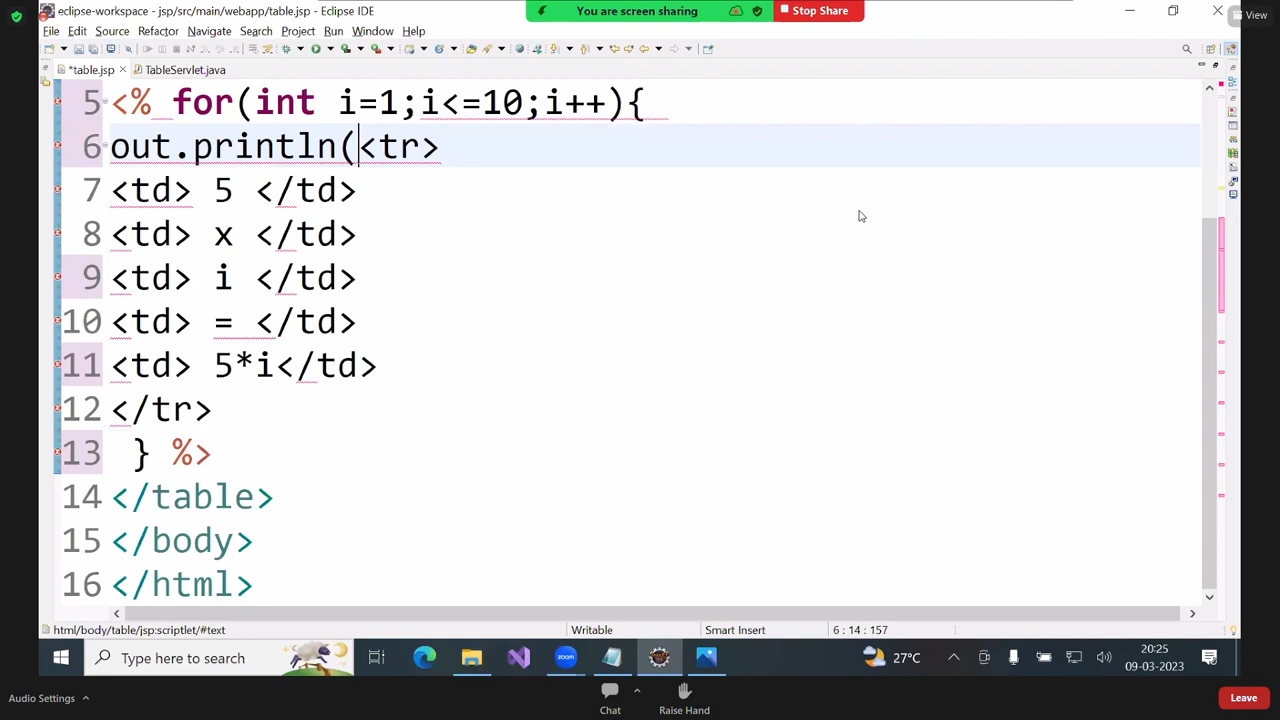 eclipse-workspace - jsp/src/main/webapp/table.jsp - Eclipse IDE
You are screen sharing
Stop Share
View
File Edit Source Refactor Navigate Search Project Run Window Help
*table.jsp
TableServlet.java
5 <% for(int i=1;i<=10;i++){
6 out.println(<tr>
7 <td> 5 </td>
8 <td> x </td>
9 <td> i </td>
10 <td> = </td>
11 <td> 5*i</td>
12 </tr>
13 } %>
14 </table>
15 </body>
16 </html>
html/body/table/jsp:scriptlet/#text
Writable
Smart Insert
6 : 14 : 157
Type here to search
zoom
27°C
20:25
09-03-2023
Audio Settings
Chat
Raise Hand
Leave